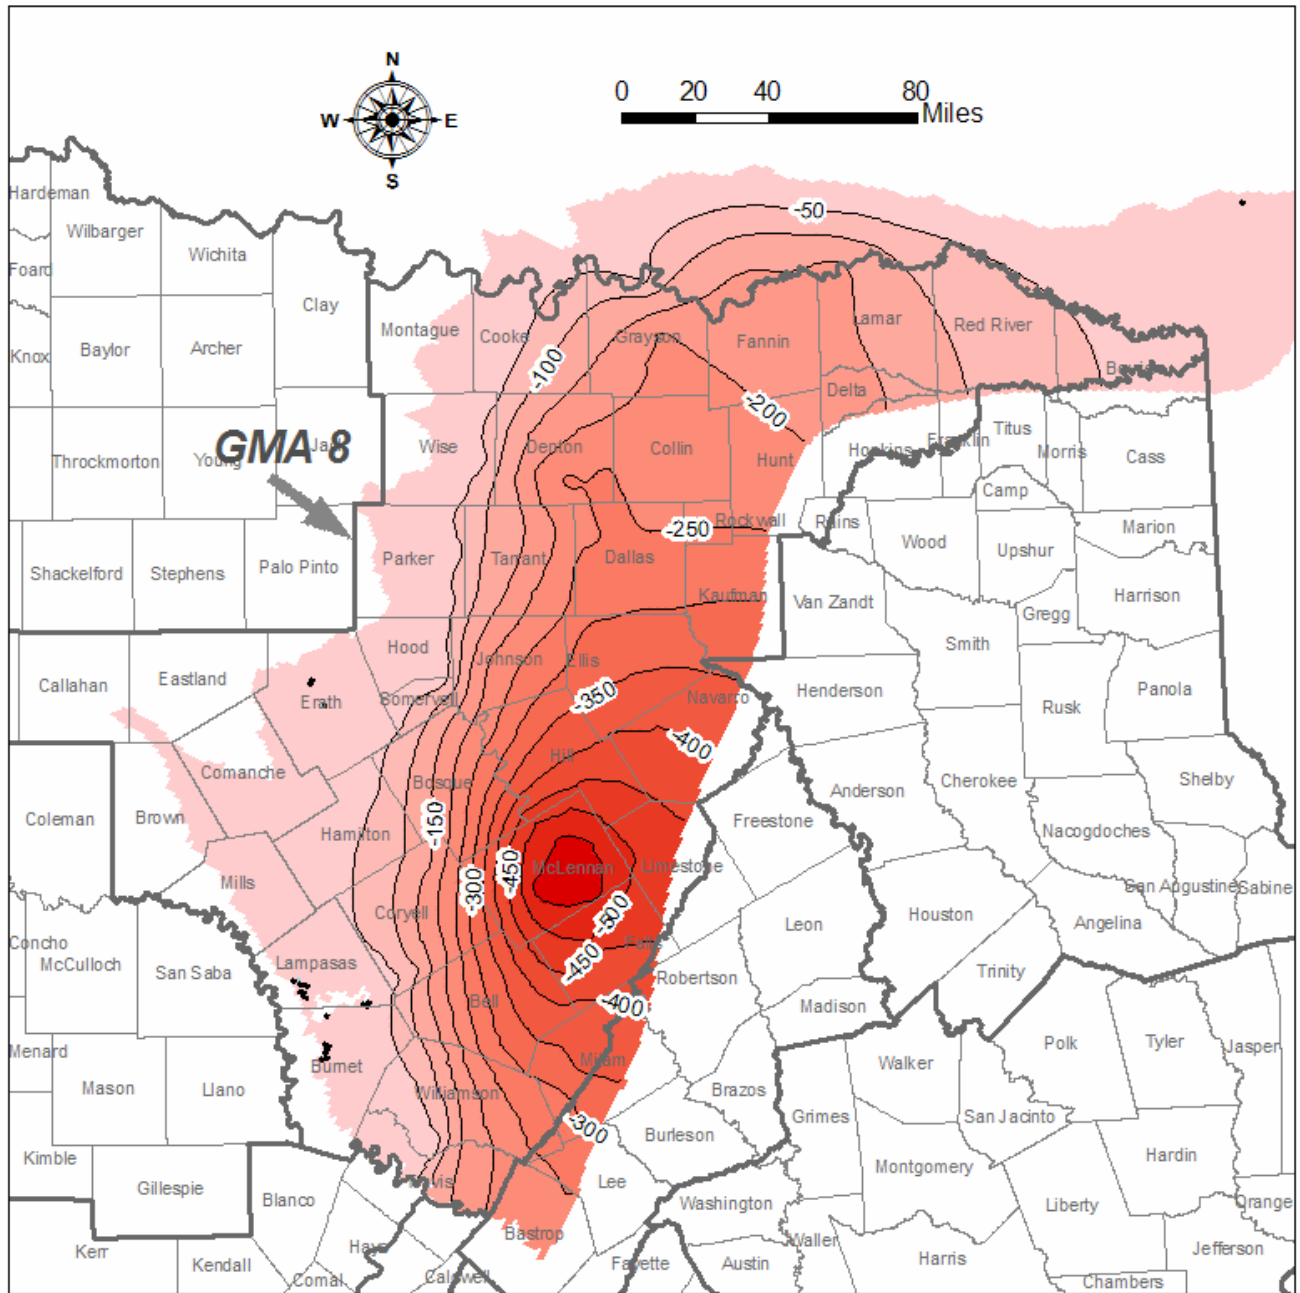 N
W E
S
0 20 40 80
Miles
Hardeman
Wilbarger
Wichita
Foard
Clay
Knox
Baylor
Archer
Montague
Cooke
Grayson
Fannin
Lamar
Red River
-50
-100
-200
Delta
Throckmorton
GMA 8
Wise
Denton
Collin
Hunt
Hopkins
Franklin
Titus
Morris
Cass
Camp
Shackelford
Stephens
Palo Pinto
Parker
Tarrant
Dallas
-250
Rockwall
Rains
Wood
Upshur
Marion
Kaufman
Van Zandt
Gregg
Harrison
Smith
Callahan
Eastland
Hood
Johnson
Ellis
Erath
Somervell
-350
Navarro
Henderson
Rusk
Panola
Comanche
Bosque
Hill
-400
Anderson
Cherokee
Shelby
Coleman
Brown
Hamilton
-150
Freestone
Nacogdoches
Mills
-300
-450
McLennan
Limestone
San Augustine
Sabine
Coryell
-500
Falls
Leon
Houston
Angelina
Concho
McCulloch
San Saba
Lampasas
-450
Robertson
Trinity
Bell
-400
Madison
Menard
Mason
Llano
Burnet
Milam
Walker
Polk
Tyler
Jasper
Williamson
Brazos
Grimes
San Jacinto
-300
Burleson
Kimble
Gillespie
Blanco
Travis
Lee
Washington
Montgomery
Liberty
Hardin
Orange
Kerr
Kendall
Hays
Bastrop
Waller
Harris
Jefferson
Comal
Caldwell
Fayette
Austin
Chambers